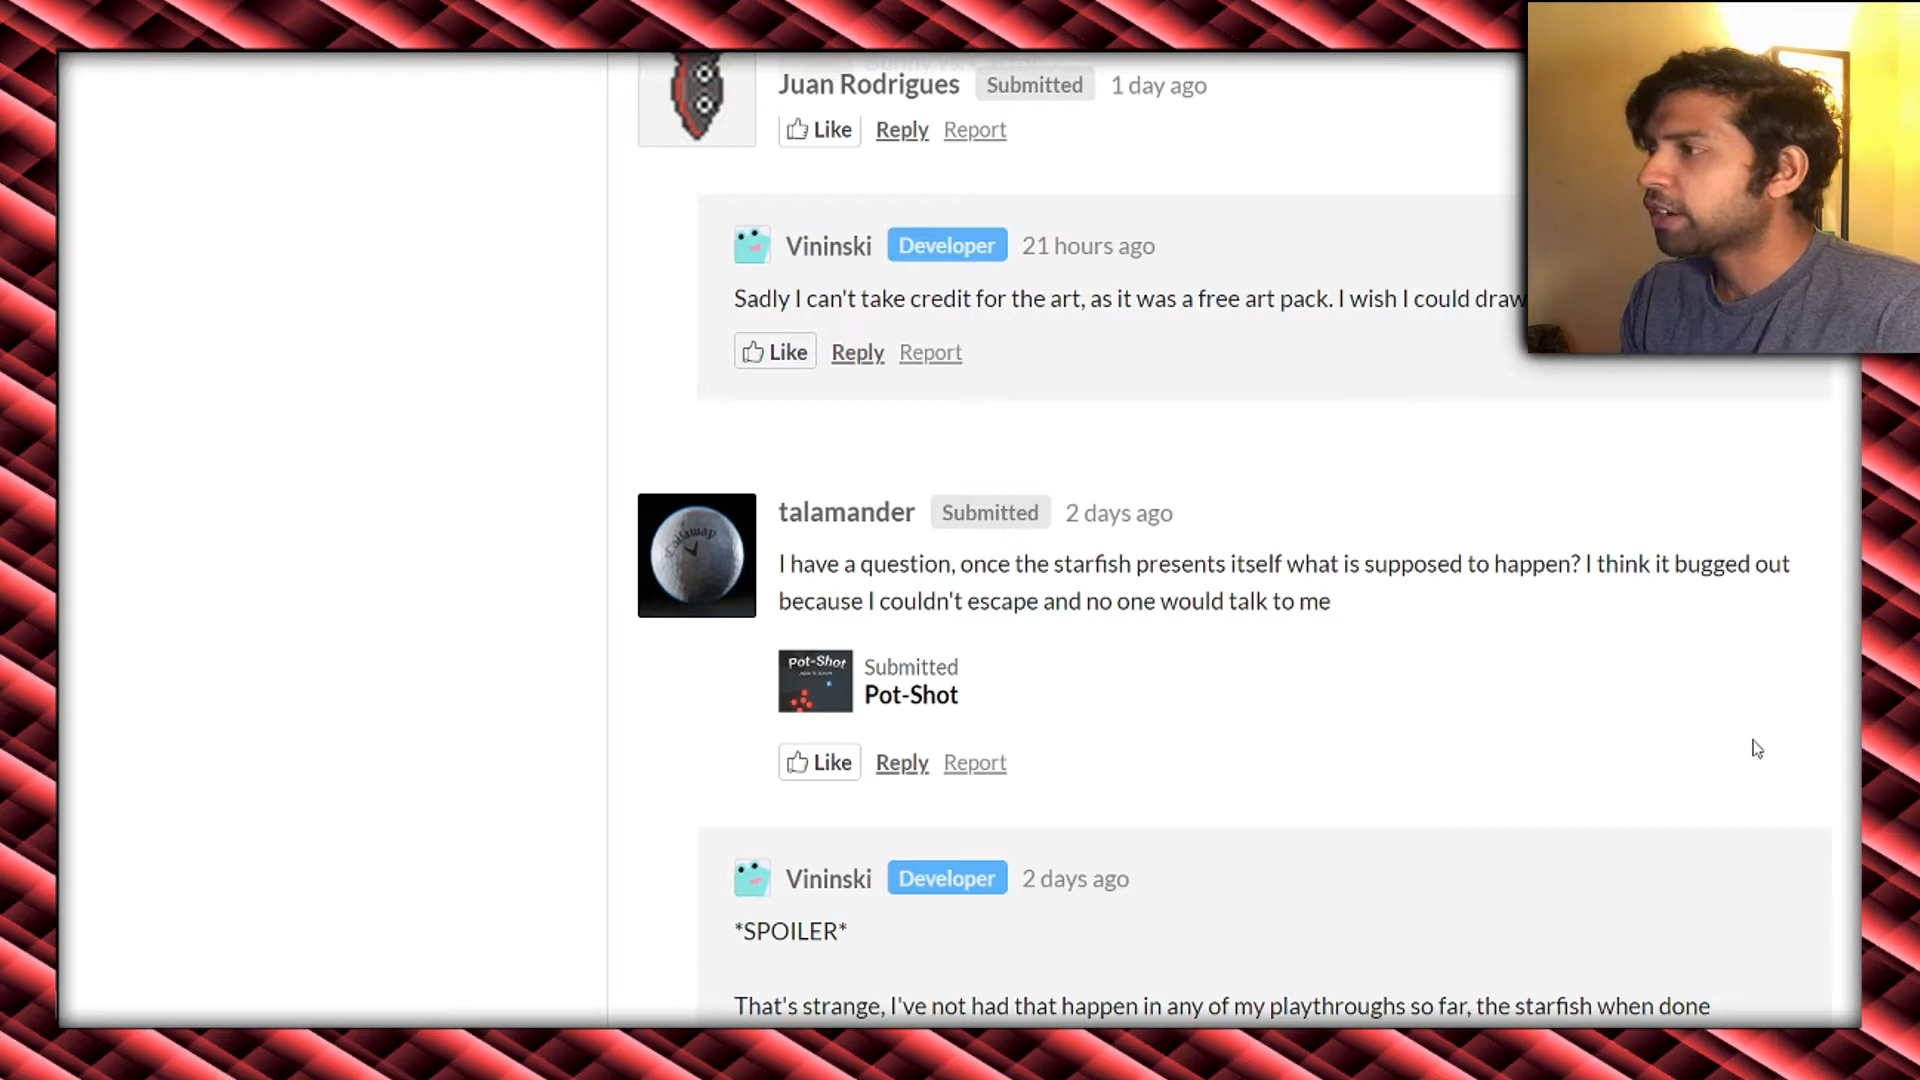 Juan Rodrigues Submitted 1 day ago
Like Reply Report
Vininski Developer 21 hours ago
Sadly I can't take credit for the art, as it was a free art pack. I wish I could draw
Like Reply Report
talamander Submitted 2 days ago
Callaway
I have a question, once the starfish presents itself what is supposed to happen? I think it bugged out
because I couldn't escape and no one would talk to me
Pot-Shot
Submitted
Pot-Shot
Like Reply Report
Vininski Developer 2 days ago
*SPOILER*
That's strange, I've not had that happen in any of my playthroughs so far, the starfish when done